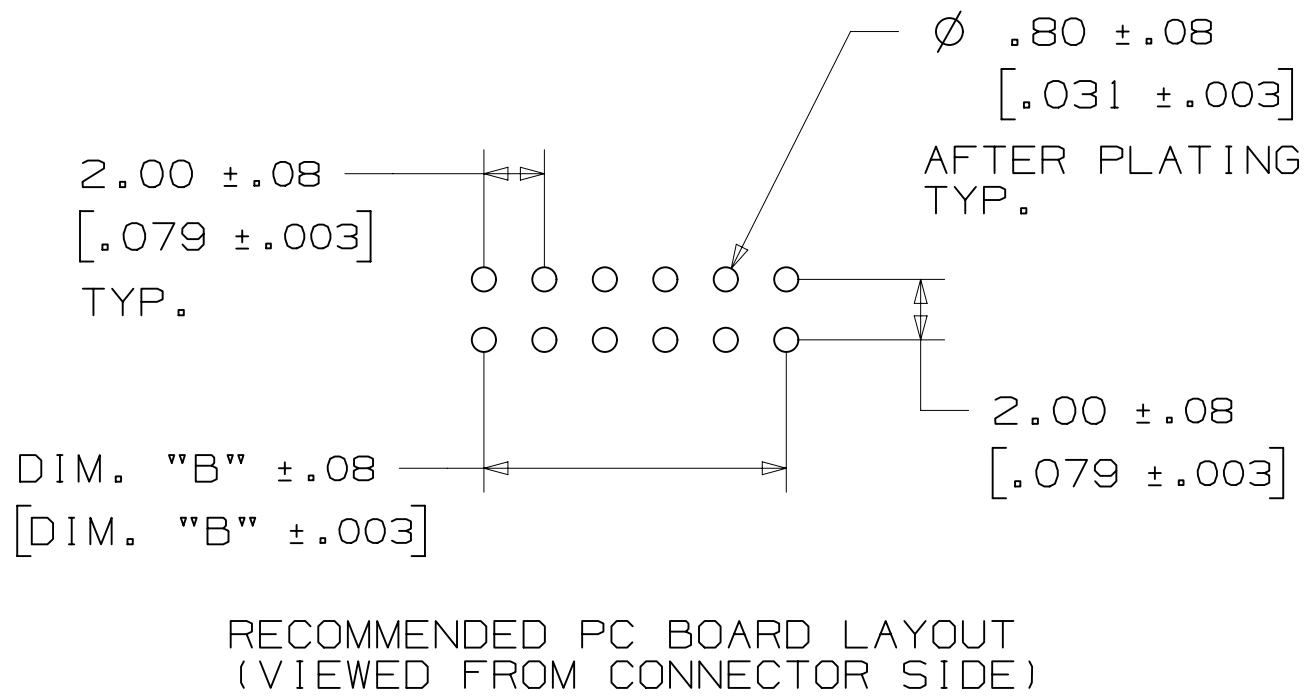 Ø .80 ±.08
[.031 ±.003]
AFTER PLATING
TYP.
2.00 ±.08
[.079 ±.003]
TYP.
2.00 ±.08
[.079 ±.003]
DIM. "B" ±.08
[DIM. "B" ±.003]
RECOMMENDED PC BOARD LAYOUT
(VIEWED FROM CONNECTOR SIDE)